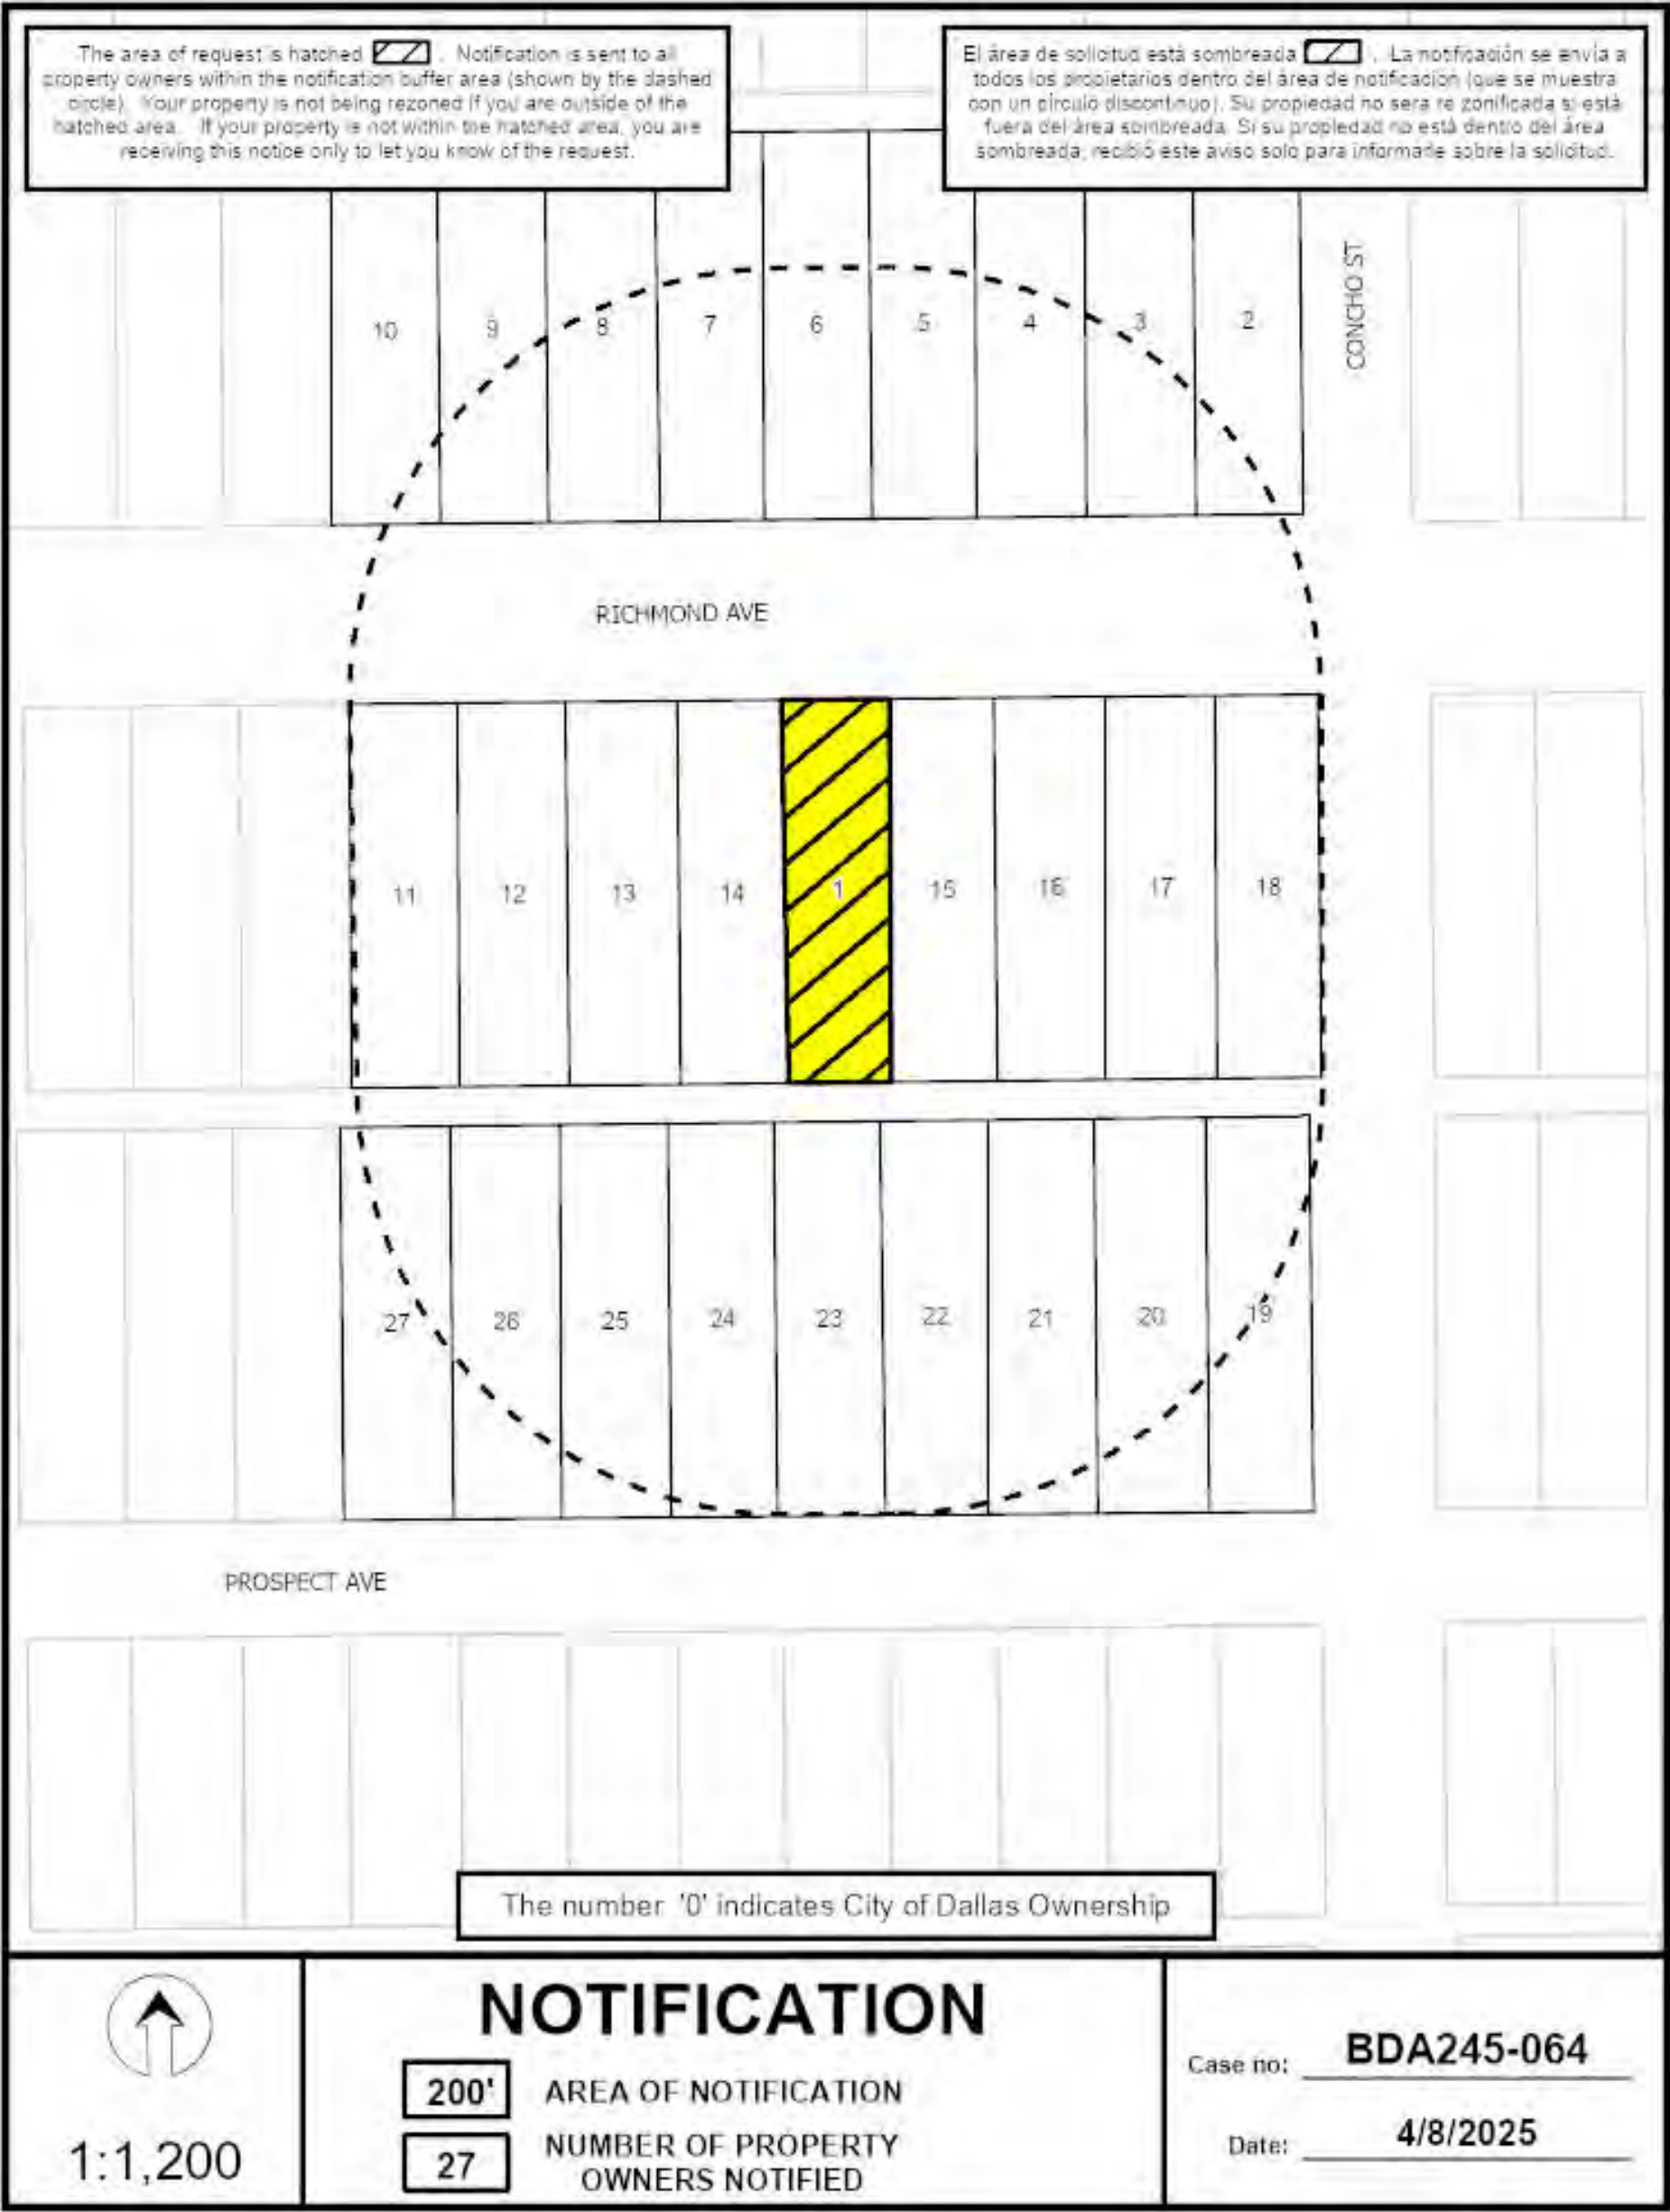 The area of request is hatched . Notification is sent to all
property owners within the notification buffer area (shown by the dashed
circle). Your property is not being rezoned if you are outside of the
hatched area. If your property is not within the hatched area, you are
receiving this notice only to let you know of the request.
El área de solicitud está sombreada . La notificación se envía a
todos los propietarios dentro del área de notificación (que se muestra
con un círculo discontinuo). Su propiedad no sera re zonificada si está
fuera del área sombreada. Si su propiedad no está dentro del área
sombreada, recibió este aviso solo para informarle sobre la solicitud.
CONCHO ST
10 9 8 7 6 5 4 3 2
RICHMOND AVE
11 12 13 14 1 15 16 17 18
27 26 25 24 23 22 21 20 19
PROSPECT AVE
The number '0' indicates City of Dallas Ownership
1:1,200
NOTIFICATION
200' AREA OF NOTIFICATION
27 NUMBER OF PROPERTY
OWNERS NOTIFIED
Case no: BDA245-064
Date: 4/8/2025